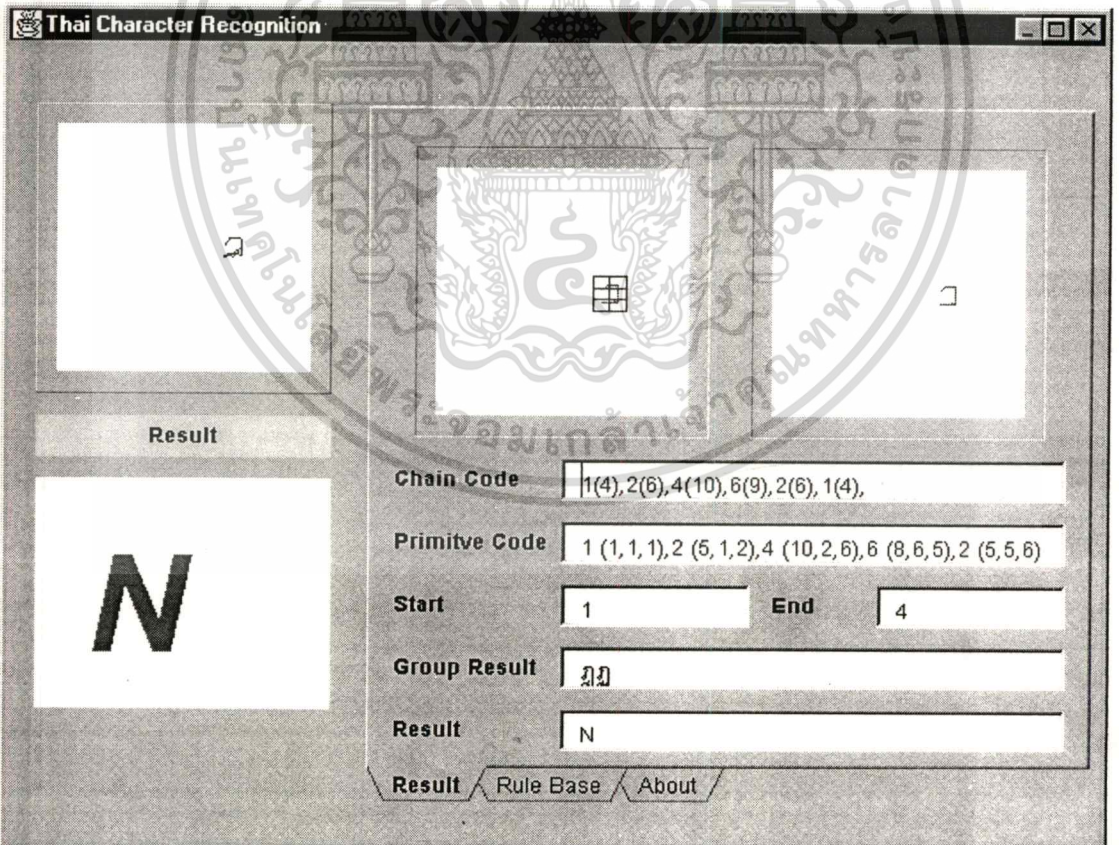 Thai Character Recognition
Result
N
Chain Code 1(4),2(6),4(10),6(9),2(6),1(4),
Primitve Code 1 (1,1,1),2 (5,1,2),4 (10,2,6),6 (8,6,5),2 (5,5,6)
Start 1 End 4
Group Result ฎฏ
Result N
Result Rule Base About